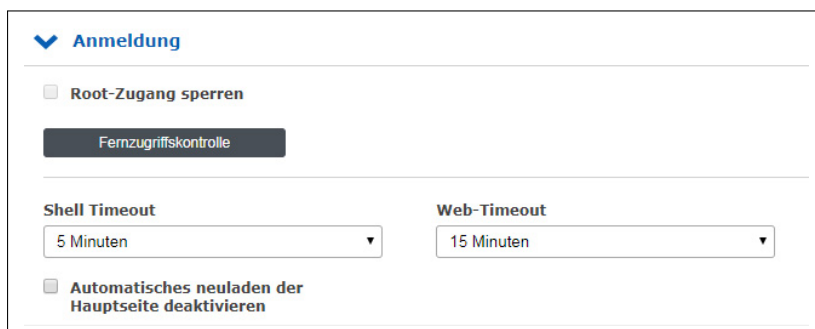 Anmeldung
Root-Zugang sperren
Fernzugriffskontrolle
Shell Timeout
Web-Timeout
5 Minuten
15 Minuten
Automatisches neuladen der
Hauptseite deaktivieren